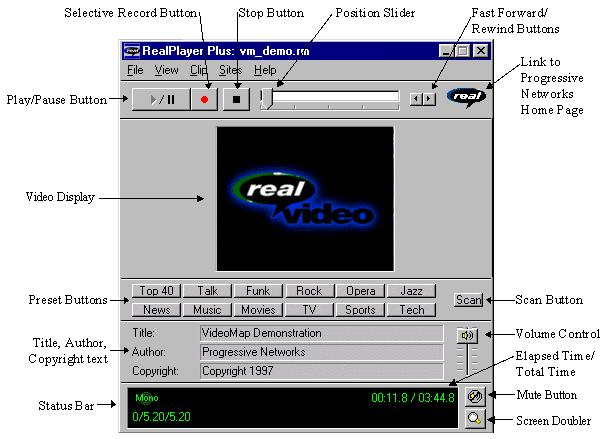 Selective Record Button
Stop Button
Position Slider
Fast Forward/
Rewind Buttons
RealPlayer Plus: vm_demo.rm
File View Clip Sites Help
Link to
Progressive
Networks
Home Page
Play/Pause Button
real
Video Display
real
video
Preset Buttons
Top 40 Talk Funk Rock Opera Jazz
News Music Movies TV Sports Tech
Scan
Scan Button
Title, Author,
Copyright text
Title: VideoMap Demonstration
Author: Progressive Networks
Copyright: Copyright 1997
Volume Control
Elapsed Time/
Total Time
Status Bar
Mono
00:11.8 / 03:44.8
0/5.20/5.20
Mute Button
Screen Doubler